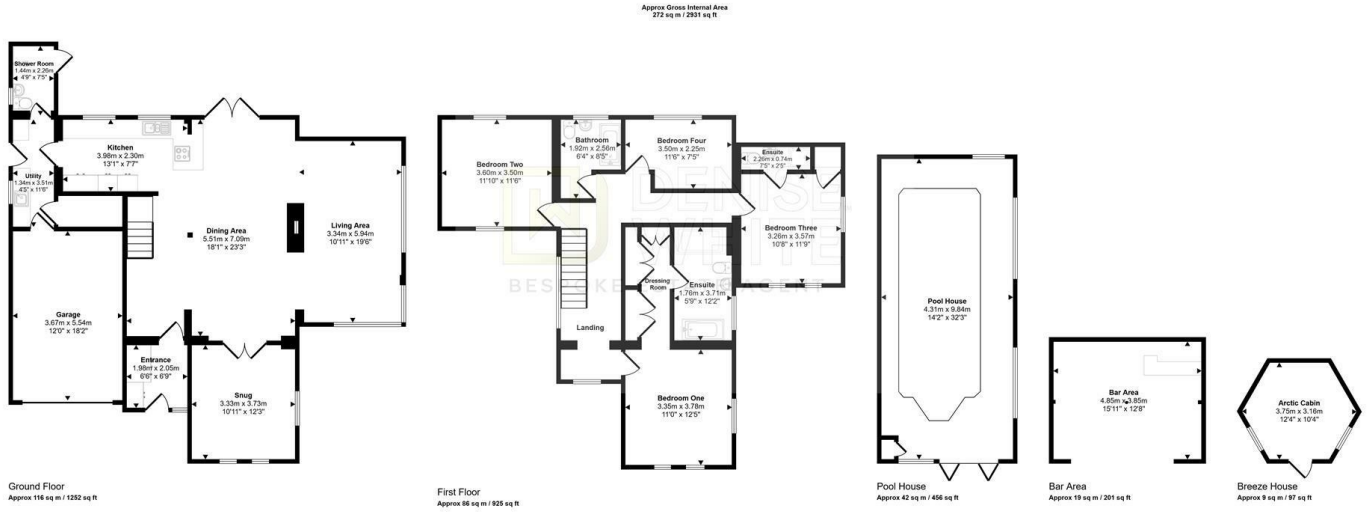 Approx Gross Internal Area
272 sq m / 2931 sq ft
Shower Room
1.44m x 2.26m
4'9" x 7'5"
Kitchen
3.98m x 2.30m
13'1" x 7'7"
Utility
1.34m x 3.51m
4'5" x 11'6"
Dining Area
5.51m x 7.09m
18'1" x 23'3"
Living Area
3.34m x 5.94m
10'11" x 19'6"
Garage
3.67m x 5.54m
12'0" x 18'2"
Entrance
1.98m x 2.05m
6'6" x 6'9"
Snug
3.33m x 3.73m
10'11" x 12'3"
Ground Floor
Approx 116 sq m / 1252 sq ft
Bedroom Two
3.60m x 3.50m
11'10" x 11'6"
Bathroom
1.92m x 2.56m
6'4" x 8'5"
Bedroom Four
3.50m x 2.25m
11'6" x 7'5"
Ensuite
2.26m x 0.74m
7'5" x 2'5"
Bedroom Three
3.26m x 3.57m
10'8" x 11'9"
Dressing
Room
Ensuite
1.76m x 3.71m
5'9" x 12'2"
Landing
Bedroom One
3.35m x 3.78m
11'0" x 12'5"
DENISE
WHITE
BESPOKE AGENT
First Floor
Approx 86 sq m / 925 sq ft
Pool House
4.31m x 9.84m
14'2" x 32'3"
Pool House
Approx 42 sq m / 456 sq ft
Bar Area
4.85m x 3.85m
15'11" x 12'8"
Bar Area
Approx 19 sq m / 201 sq ft
Arctic Cabin
3.75m x 3.16m
12'4" x 10'4"
Breeze House
Approx 9 sq m / 97 sq ft